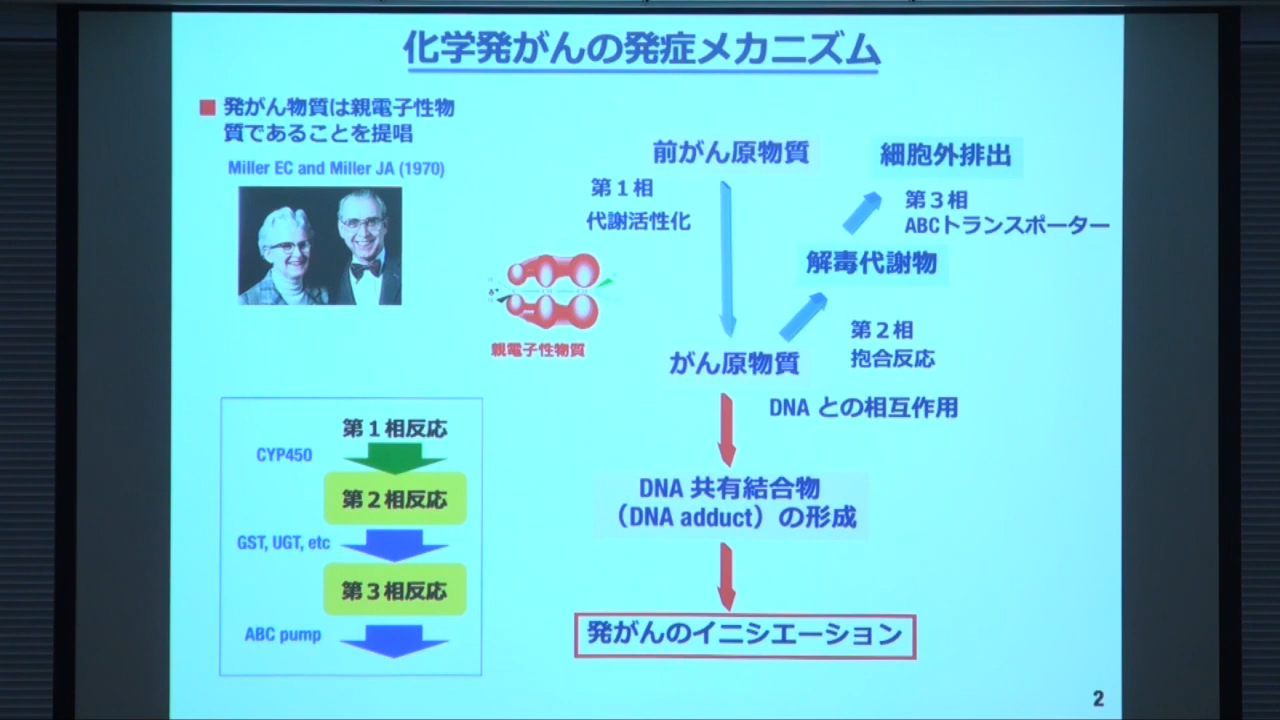 化学発がんの発症メカニズム
発がん物質は親電子性物
質であることを提唱
Miller EC and Miller JA (1970)
前がん原物質
細胞外排出
第1相
代謝活性化
第3相
ABCトランスポーター
解毒代謝物
親電子性物質
第2相
抱合反応
がん原物質
DNA との相互作用
DNA 共有結合物
（DNA adduct）の形成
発がんのイニシエーション
第1相反応
CYP450
第2相反応
GST, UGT, etc
第3相反応
ABC pump
2